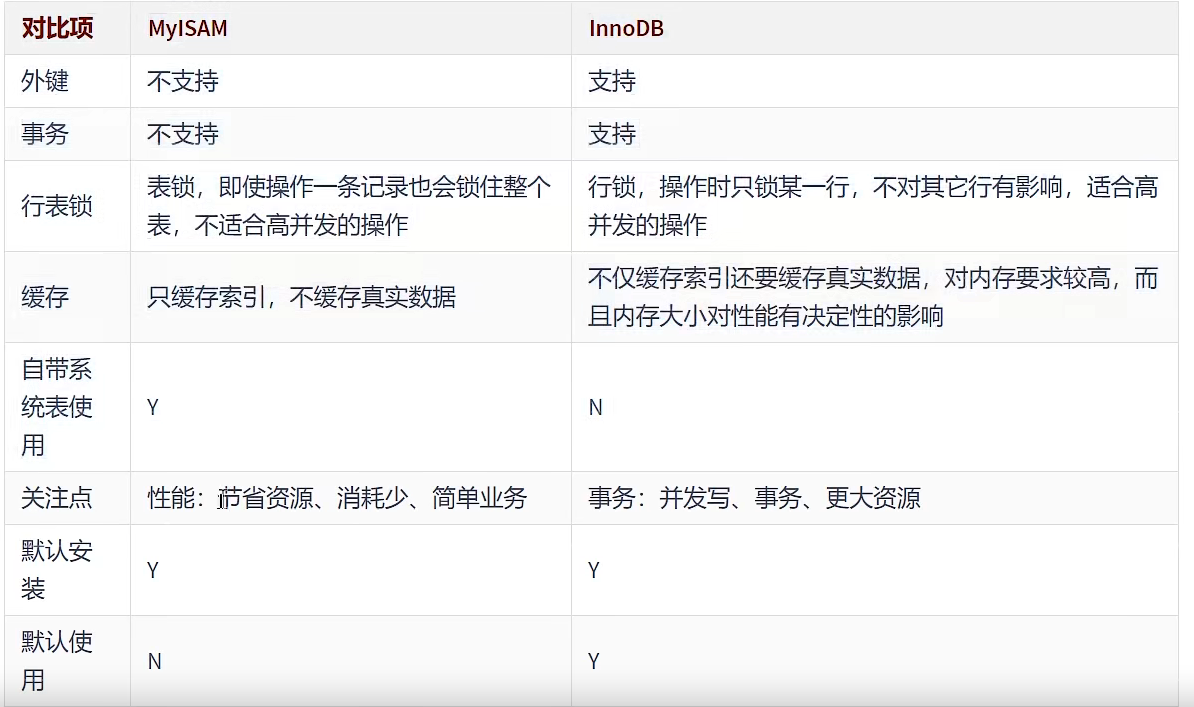 对比项 MyISAM InnoDB
外键 不支持 支持
事务 不支持 支持
行表锁
表锁，即使操作一条记录也会锁住整个
表，不适合高并发的操作
行锁，操作时只锁某一行，不对其它行有影响，适合高
并发的操作
缓存
只缓存索引，不缓存真实数据
不仅缓存索引还要缓存真实数据，对内存要求较高，而
且内存大小对性能有决定性的影响
自带系
统表使
用
Y
N
关注点 性能：节省资源、消耗少、简单业务 事务：并发写、事务、更大资源
默认安
装
Y
Y
默认使
用
N
Y